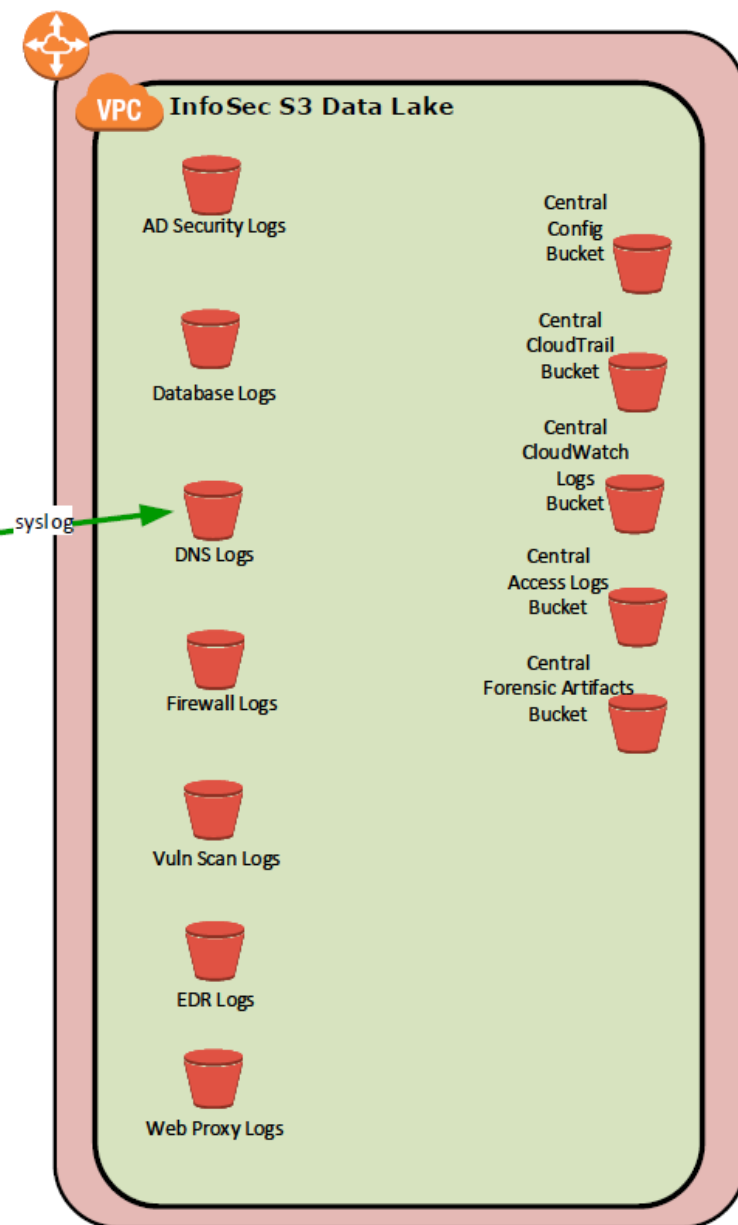 VPC
InfoSec S3 Data Lake
AD Security Logs
Database Logs
syslog
DNS Logs
Firewall Logs
Vuln Scan Logs
EDR Logs
Web Proxy Logs
Central
Config
Bucket
Central
CloudTrail
Bucket
Central
CloudWatch
Logs
Bucket
Central
Access Logs
Bucket
Central
Forensic Artifacts
Bucket